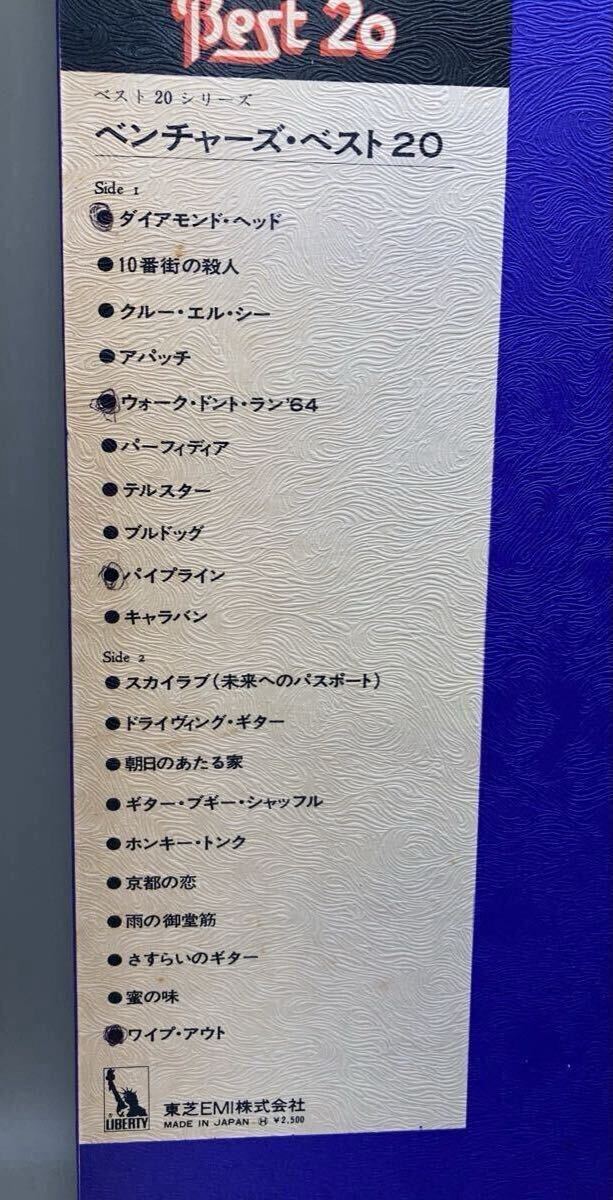 Best 20
ベスト 20 シリーズ
ベンチャーズ・ベスト 20
Side 1
●ダイアモンド・ヘッド
●10番街の殺人
●クルー・エル・シー
●アパッチ
●ウォーク・ドント・ラン'64
●パーフィディア
●テルスター
●ブルドッグ
●パイプライン
●キャラバン
Side 2
●スカイラブ(未来へのパスポート)
●ドライヴィング・ギター
●朝日のあたる家
●ギター・ブギー・シャッフル
●ホンキー・トンク
●京都の恋
●雨の御堂筋
●さすらいのギター
●蜜の味
●ワイプ・アウト
LIBERTY
東芝EMI株式会社
MADE IN JAPAN Ⓗ ¥2,500